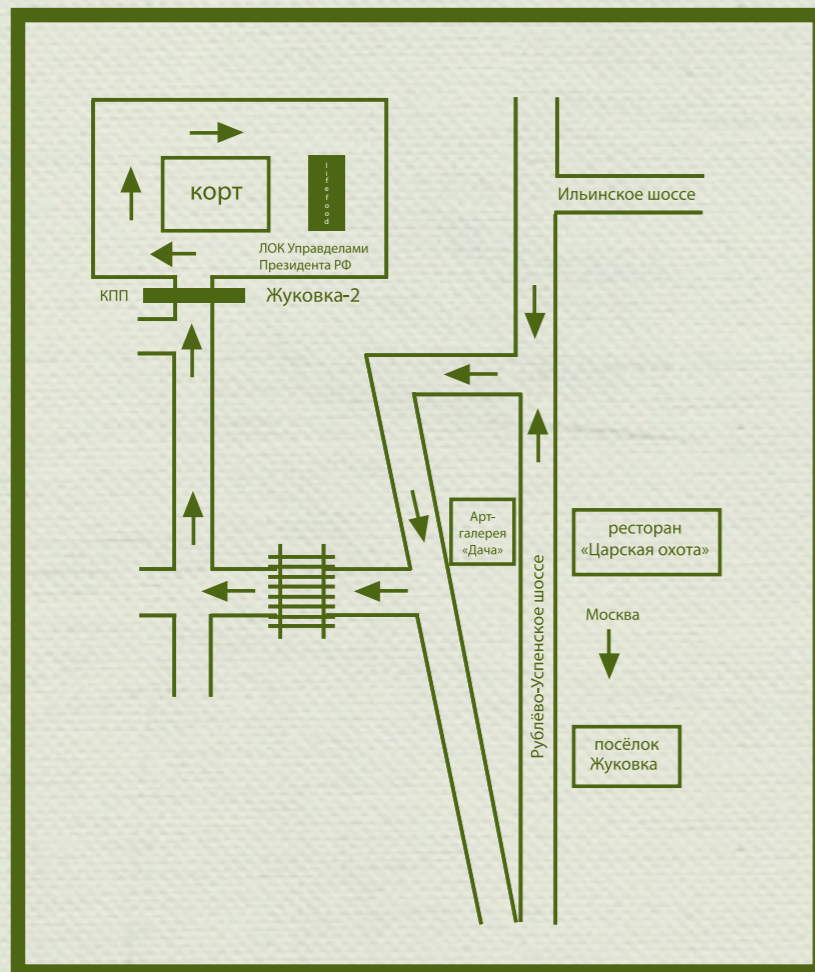 корт
lifefood
ЛОК Управделами
Президента РФ
КПП
Жуковка-2
Ильинское шоссе
Арт-
галерея
«Дача»
Рублёво-Успенское шоссе
ресторан
«Царская охота»
Москва
посёлок
Жуковка